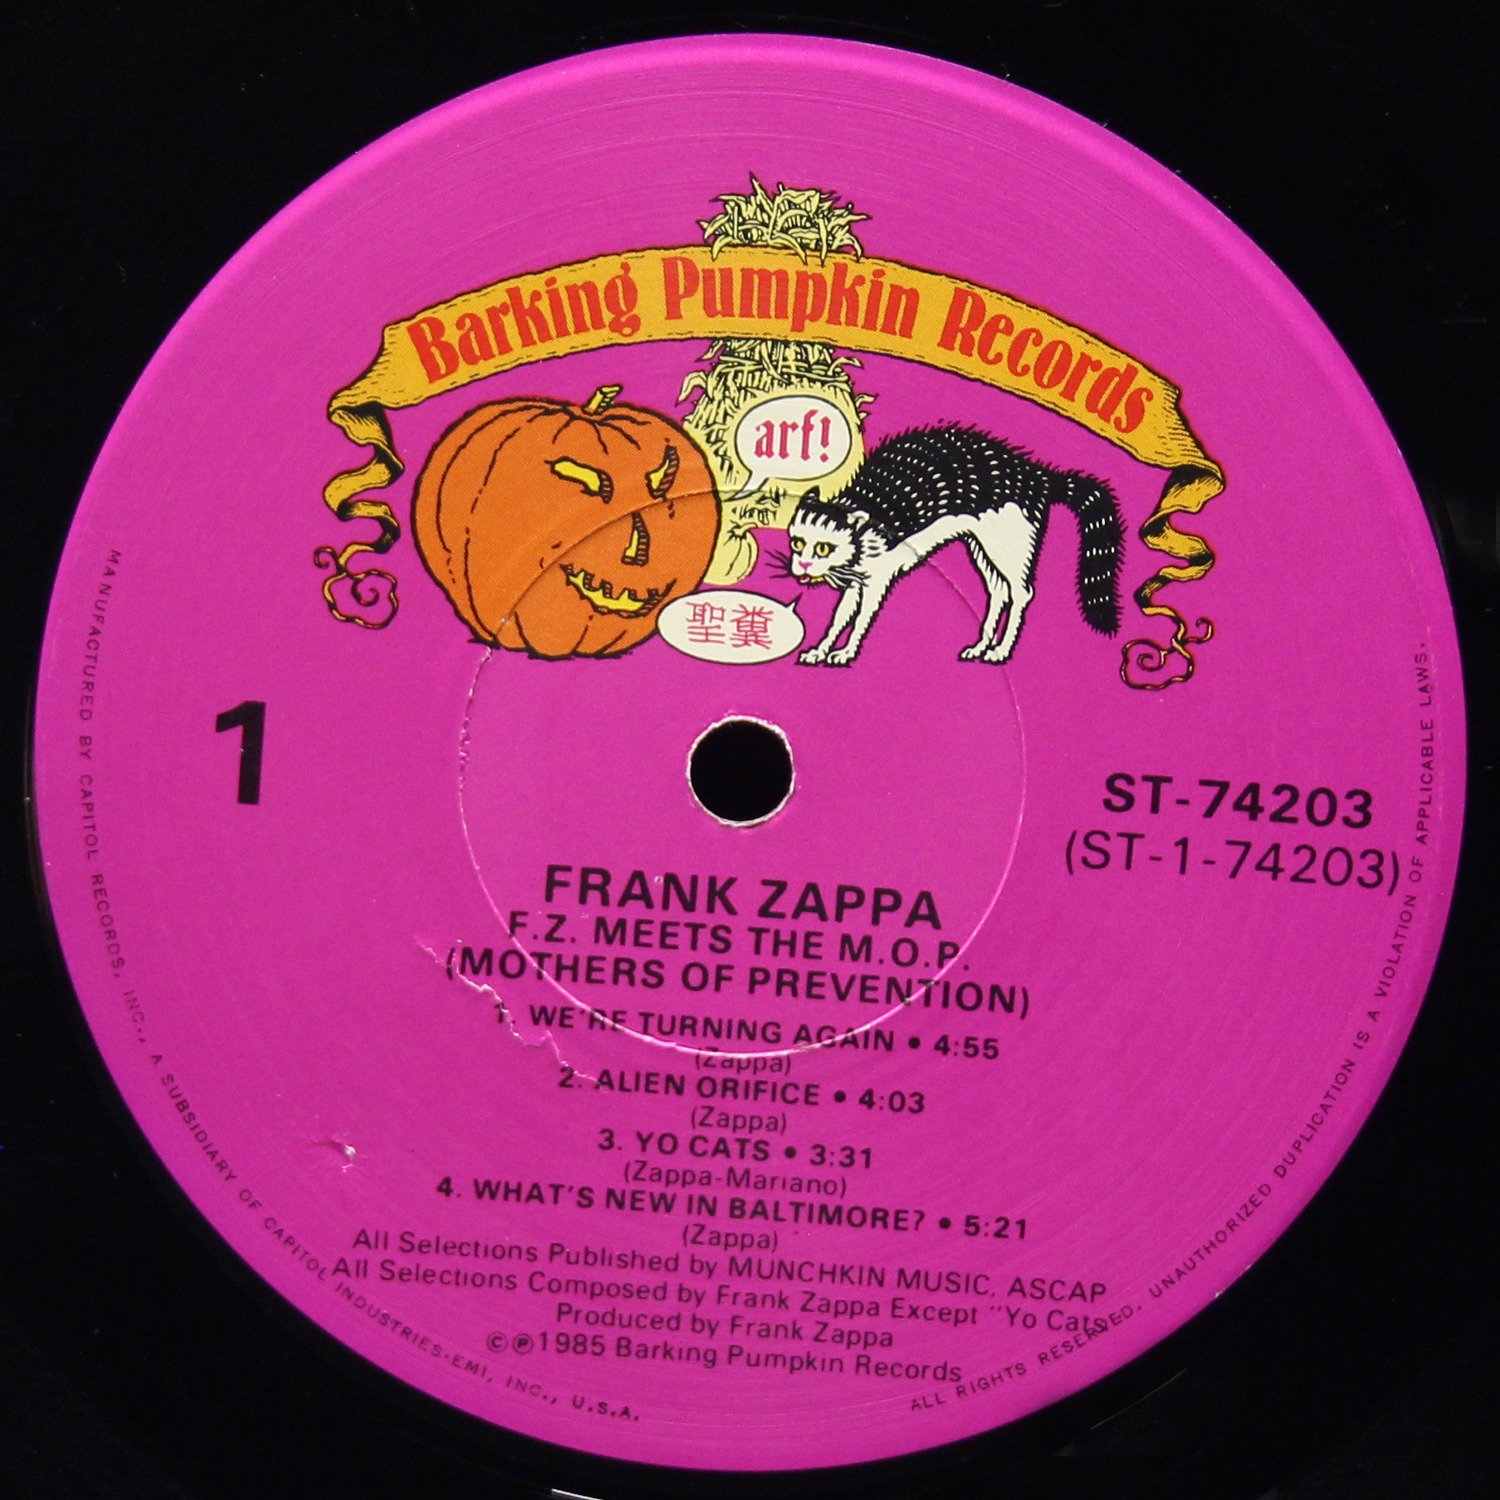 Barking Pumpkin Records
arf!
聖糞
1
ST-74203
(ST-1-74203)
FRANK ZAPPA
F.Z. MEETS THE M.O.P.
(MOTHERS OF PREVENTION)
1. WE'RE TURNING AGAIN • 4:55
(Zappa)
2. ALIEN ORIFICE • 4:03
(Zappa)
3. YO CATS • 3:31
(Zappa-Mariano)
4. WHAT'S NEW IN BALTIMORE? • 5:21
(Zappa)
All Selections Published by MUNCHKIN MUSIC, ASCAP
All Selections Composed by Frank Zappa Except "Yo Cats
Produced by Frank Zappa
©℗1985 Barking Pumpkin Records
MANUFACTURED BY CAPITOL RECORDS, INC., A SUBSIDIARY OF CAPITOL INDUSTRIES-EMI, INC., U.S.A.
ALL RIGHTS RESERVED. UNAUTHORIZED DUPLICATION IS A VIOLATION OF APPLICABLE LAWS.